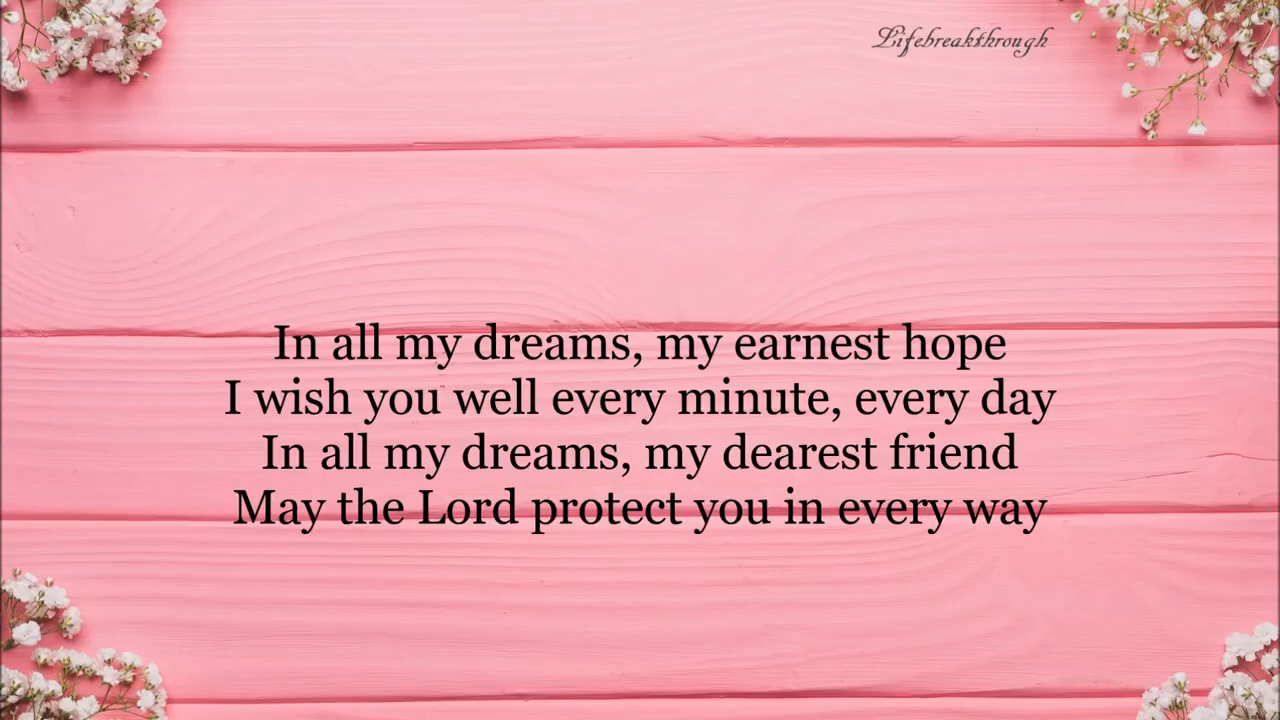 Lifebreakthrough
In all my dreams, my earnest hope
I wish you well every minute, every day
In all my dreams, my dearest friend
May the Lord protect you in every way